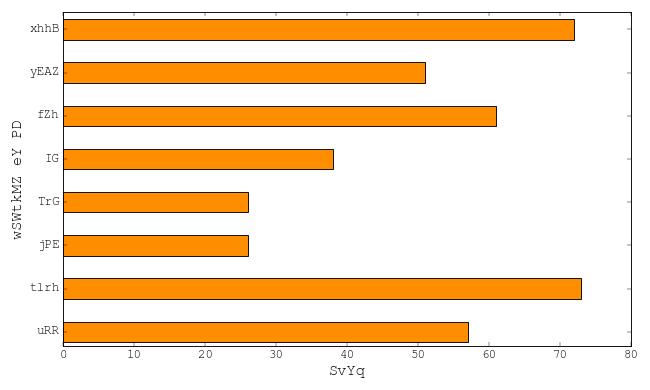 xhhB
yEAZ
fZh
IG
TrG
jPE
tlrh
uRR
wSWtkMZ eY PD
0 10 20 30 40 50 60 70 80
SvYq